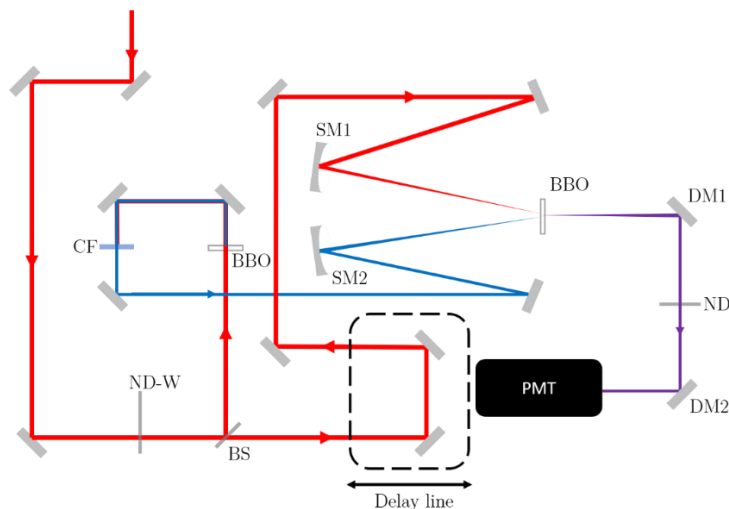 SM1
BBO
DM1
CF
BBO
SM2
ND
ND-W
PMT
BS
DM2
Delay line